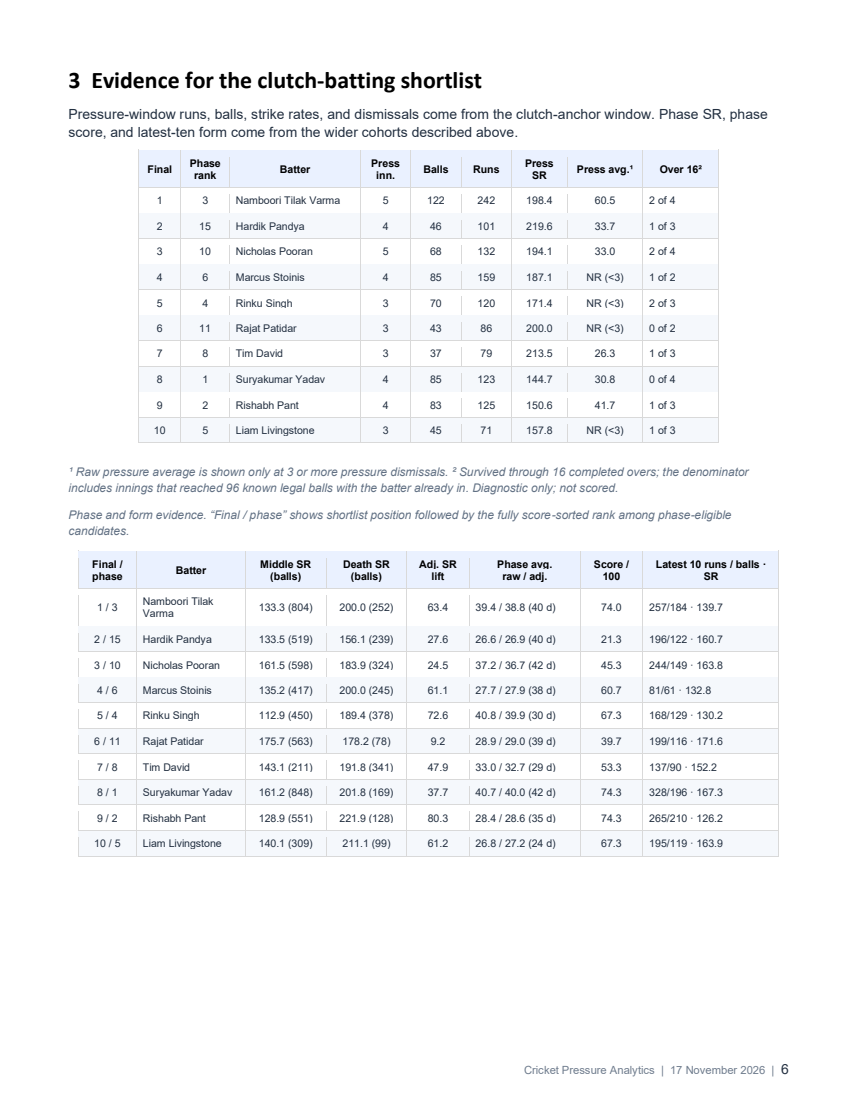 3 Evidence for the clutch-batting shortlist
Pressure-window runs, balls, strike rates, and dismissals come from the clutch-anchor window. Phase SR, phase
score, and latest-ten form come from the wider cohorts described above.
Final Phase rank Batter Press inn. Balls Runs Press SR Press avg.¹ Over 16²
1 3 Namboori Tilak Varma 5 122 242 198.4 60.5 2 of 4
2 15 Hardik Pandya 4 46 101 219.6 33.7 1 of 3
3 10 Nicholas Pooran 5 68 132 194.1 33.0 2 of 4
4 6 Marcus Stoinis 4 85 159 187.1 NR (<3) 1 of 2
5 4 Rinku Singh 3 70 120 171.4 NR (<3) 2 of 3
6 11 Rajat Patidar 3 43 86 200.0 NR (<3) 0 of 2
7 8 Tim David 3 37 79 213.5 26.3 1 of 3
8 1 Suryakumar Yadav 4 85 123 144.7 30.8 0 of 4
9 2 Rishabh Pant 4 83 125 150.6 41.7 1 of 3
10 5 Liam Livingstone 3 45 71 157.8 NR (<3) 1 of 3
¹ Raw pressure average is shown only at 3 or more pressure dismissals. ² Survived through 16 completed overs; the denominator
includes innings that reached 96 known legal balls with the batter already in. Diagnostic only; not scored.
Phase and form evidence. “Final / phase” shows shortlist position followed by the fully score-sorted rank among phase-eligible
candidates.
Final / phase Batter Middle SR (balls) Death SR (balls) Adj. SR lift Phase avg. raw / adj. Score / 100 Latest 10 runs / balls · SR
1 / 3 Namboori Tilak Varma 133.3 (804) 200.0 (252) 63.4 39.4 / 38.8 (40 d) 74.0 257/184 · 139.7
2 / 15 Hardik Pandya 133.5 (519) 156.1 (239) 27.6 26.6 / 26.9 (40 d) 21.3 196/122 · 160.7
3 / 10 Nicholas Pooran 161.5 (598) 183.9 (324) 24.5 37.2 / 36.7 (42 d) 45.3 244/149 · 163.8
4 / 6 Marcus Stoinis 135.2 (417) 200.0 (245) 61.1 27.7 / 27.9 (38 d) 60.7 81/61 · 132.8
5 / 4 Rinku Singh 112.9 (450) 189.4 (378) 72.6 40.8 / 39.9 (30 d) 67.3 168/129 · 130.2
6 / 11 Rajat Patidar 175.7 (563) 178.2 (78) 9.2 28.9 / 29.0 (39 d) 39.7 199/116 · 171.6
7 / 8 Tim David 143.1 (211) 191.8 (341) 47.9 33.0 / 32.7 (29 d) 53.3 137/90 · 152.2
8 / 1 Suryakumar Yadav 161.2 (848) 201.8 (169) 37.7 40.7 / 40.0 (42 d) 74.3 328/196 · 167.3
9 / 2 Rishabh Pant 128.9 (551) 221.9 (128) 80.3 28.4 / 28.6 (35 d) 74.3 265/210 · 126.2
10 / 5 Liam Livingstone 140.1 (309) 211.1 (99) 61.2 26.8 / 27.2 (24 d) 67.3 195/119 · 163.9
Cricket Pressure Analytics | 17 November 2026 | 6